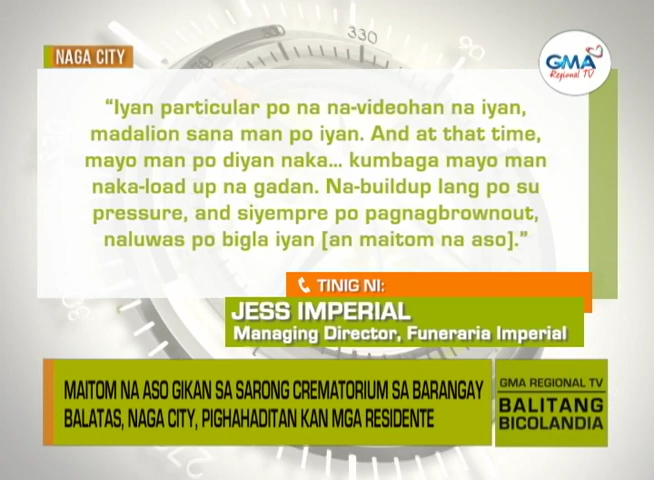 NAGA CITY
330
GMA
Regional TV
“Iyan particular po na na-videohan na iyan,
madalion sana man po iyan. And at that time,
mayo man po diyan naka... kumbaga mayo man
naka-load up na gadan. Na-buildup lang po su
pressure, and siyempre po pagnagbrownout,
naluwas po bigla iyan [an maitom na aso].”
TINIG NI:
JESS IMPERIAL
Managing Director, Funeraria Imperial
MAITOM NA ASO GIKAN SA SARONG CREMATORIUM SA BARANGAY
BALATAS, NAGA CITY, PIGHAHADITAN KAN MGA RESIDENTE
GMA REGIONAL TV
BALITANG
BICOLANDIA